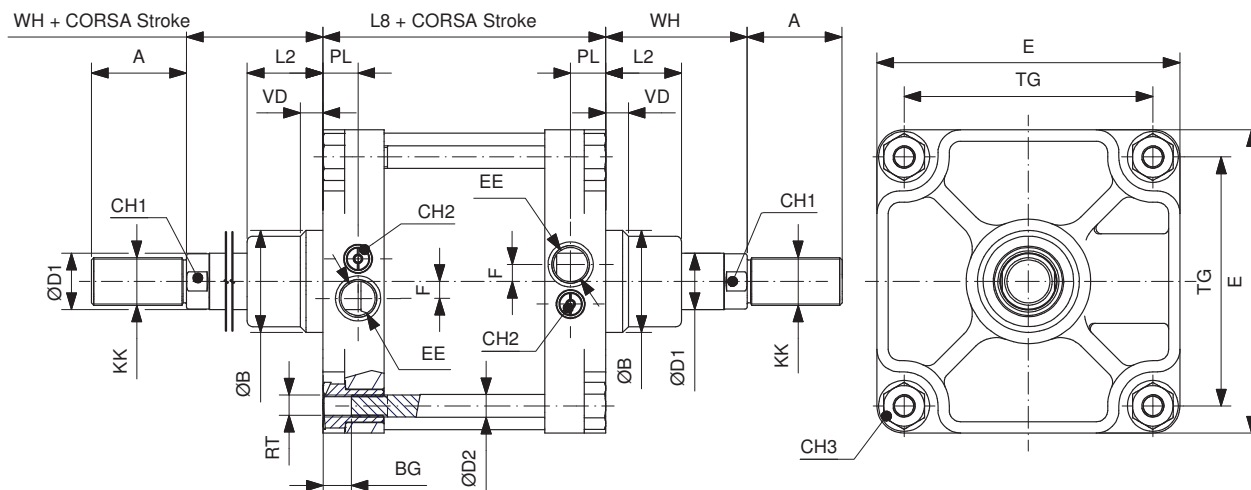 WH + CORSA Stroke
L8 + CORSA Stroke
WH
A
E
A
L2
PL
PL
L2
TG
VD
VD
EE
CH1
CH2
CH1
F
F
TG
E
ØD1
CH2
KK
ØB
EE
ØB
ØD1
KK
RT
BG
ØD2
CH3